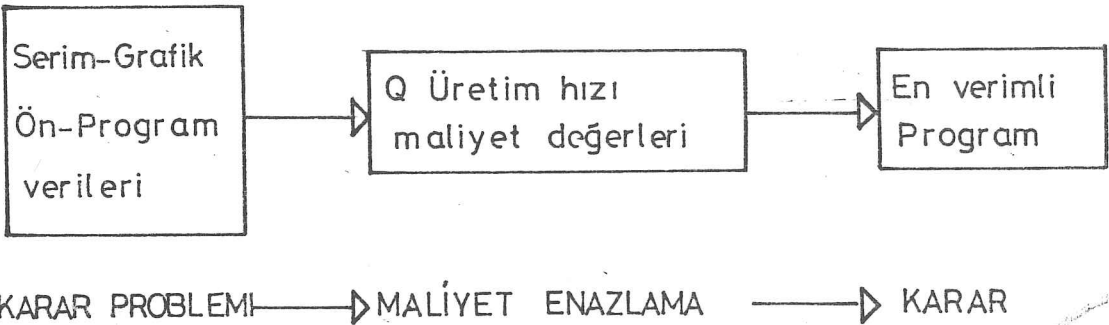 Serim-Grafik
Ön-Program
verileri
Q Üretim hızı
maliyet değerleri
En verimli
Program
KARAR PROBLEMI
MALİYET ENAZLAMA
KARAR